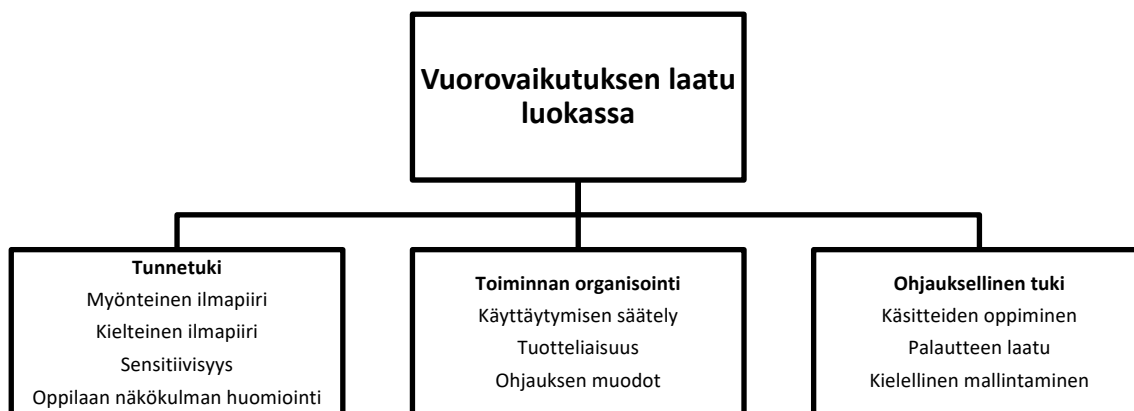 Vuorovaikutuksen laatu
luokassa
Tunnetuki
Myönteinen ilmapiiri
Kielteinen ilmapiiri
Sensitiivisyys
Oppilaan näkökulman huomiointi
Toiminnan organisointi
Käyttäytymisen säätely
Tuotteliaisuus
Ohjauksen muodot
Ohjauksellinen tuki
Käsitteiden oppiminen
Palautteen laatu
Kielellinen mallintaminen